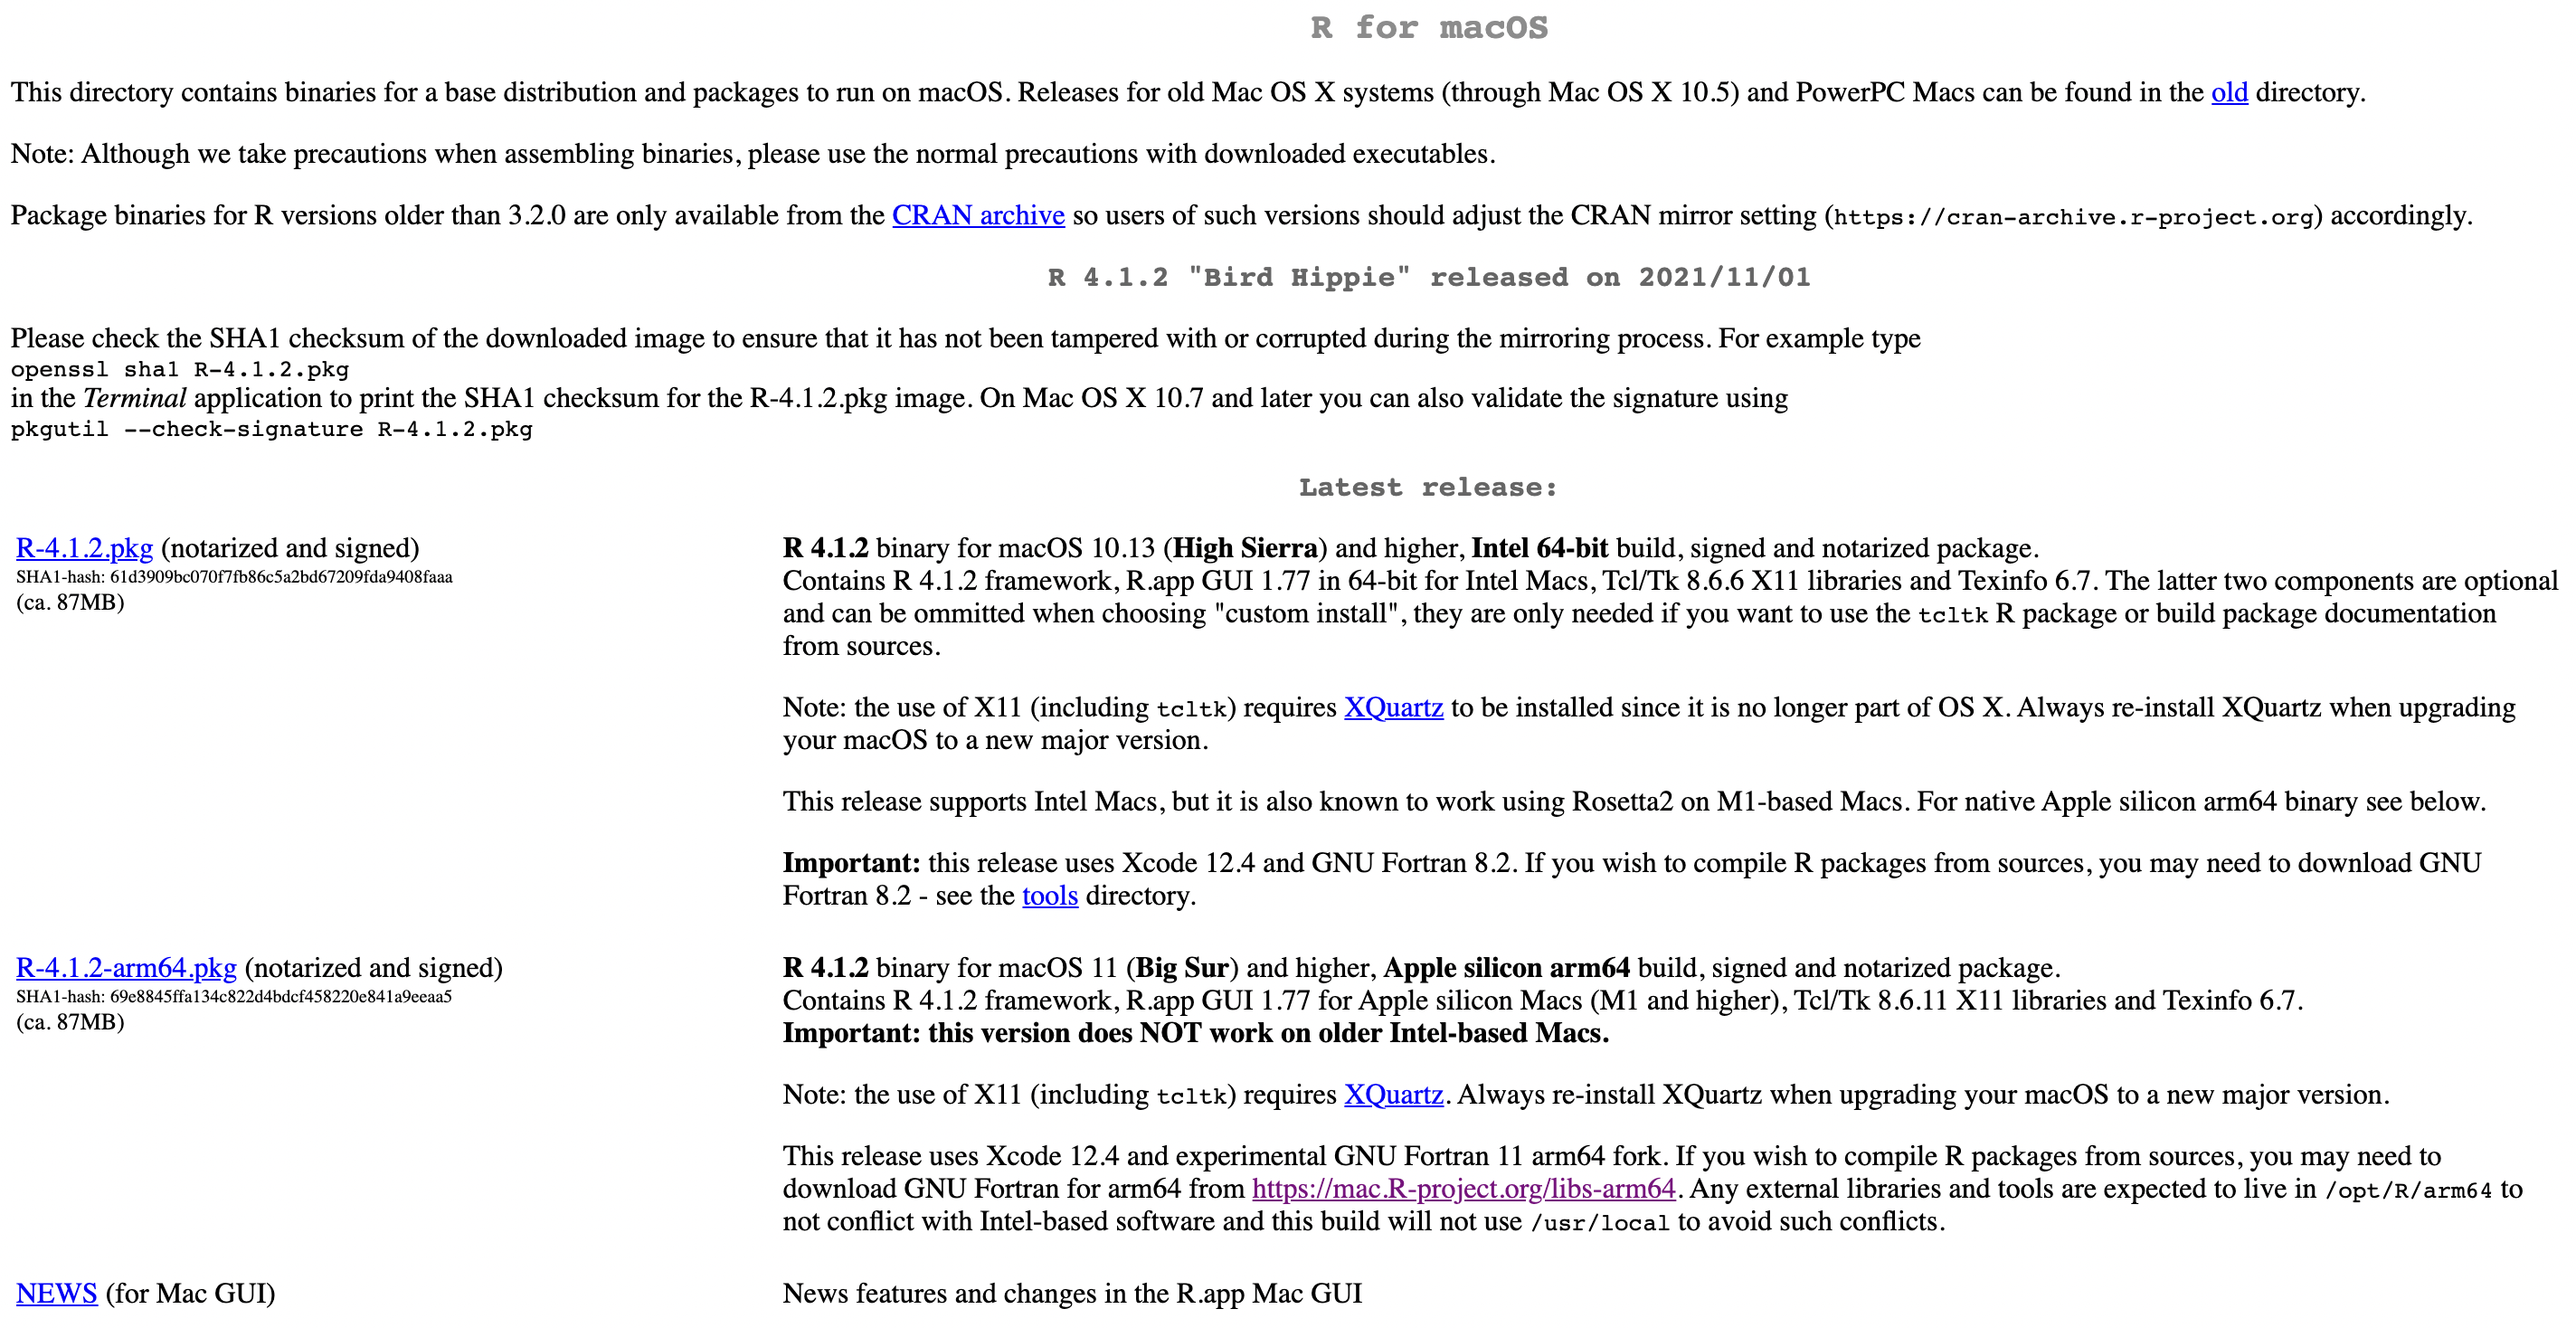 R for macOS
This directory contains binaries for a base distribution and packages to run on macOS. Releases for old Mac OS X systems (through Mac OS X 10.5) and PowerPC Macs can be found in the old directory.
Note: Although we take precautions when assembling binaries, please use the normal precautions with downloaded executables.
Package binaries for R versions older than 3.2.0 are only available from the CRAN archive so users of such versions should adjust the CRAN mirror setting (https://cran-archive.r-project.org) accordingly.
R 4.1.2 "Bird Hippie" released on 2021/11/01
Please check the SHA1 checksum of the downloaded image to ensure that it has not been tampered with or corrupted during the mirroring process. For example type
openssl sha1 R-4.1.2.pkg
in the Terminal application to print the SHA1 checksum for the R-4.1.2.pkg image. On Mac OS X 10.7 and later you can also validate the signature using
pkgutil --check-signature R-4.1.2.pkg
Latest release:
R-4.1.2.pkg (notarized and signed)
SHA1-hash: 61d3909bc070f7fb86c5a2bd67209fda9408faaa
(ca. 87MB)
R 4.1.2 binary for macOS 10.13 (High Sierra) and higher, Intel 64-bit build, signed and notarized package.
Contains R 4.1.2 framework, R.app GUI 1.77 in 64-bit for Intel Macs, Tcl/Tk 8.6.6 X11 libraries and Texinfo 6.7. The latter two components are optional
and can be ommitted when choosing "custom install", they are only needed if you want to use the tcltk R package or build package documentation
from sources.
Note: the use of X11 (including tcltk) requires XQuartz to be installed since it is no longer part of OS X. Always re-install XQuartz when upgrading
your macOS to a new major version.
This release supports Intel Macs, but it is also known to work using Rosetta2 on M1-based Macs. For native Apple silicon arm64 binary see below.
Important: this release uses Xcode 12.4 and GNU Fortran 8.2. If you wish to compile R packages from sources, you may need to download GNU
Fortran 8.2 - see the tools directory.
R-4.1.2-arm64.pkg (notarized and signed)
SHA1-hash: 69e8845ffa134c822d4bdcf458220e841a9eeaa5
(ca. 87MB)
R 4.1.2 binary for macOS 11 (Big Sur) and higher, Apple silicon arm64 build, signed and notarized package.
Contains R 4.1.2 framework, R.app GUI 1.77 for Apple silicon Macs (M1 and higher), Tcl/Tk 8.6.11 X11 libraries and Texinfo 6.7.
Important: this version does NOT work on older Intel-based Macs.
Note: the use of X11 (including tcltk) requires XQuartz. Always re-install XQuartz when upgrading your macOS to a new major version.
This release uses Xcode 12.4 and experimental GNU Fortran 11 arm64 fork. If you wish to compile R packages from sources, you may need to
download GNU Fortran for arm64 from https://mac.R-project.org/libs-arm64. Any external libraries and tools are expected to live in /opt/R/arm64 to
not conflict with Intel-based software and this build will not use /usr/local to avoid such conflicts.
NEWS (for Mac GUI)
News features and changes in the R.app Mac GUI